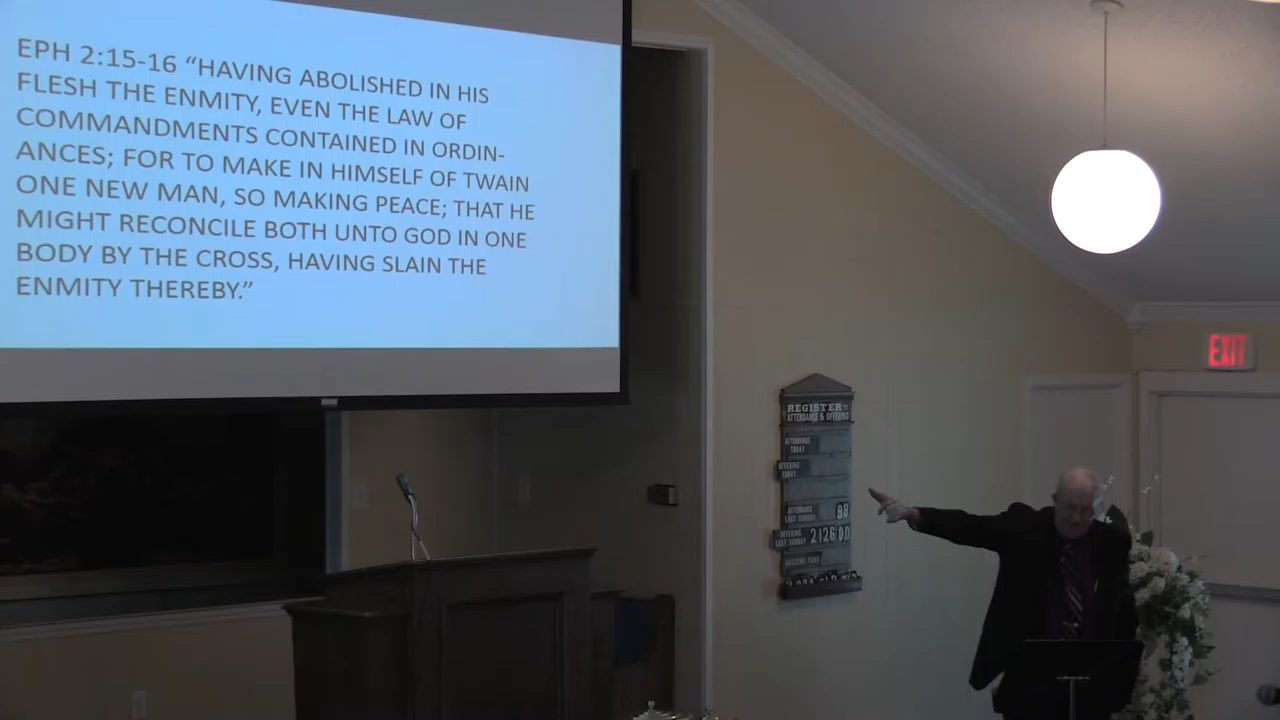 EPH 2:15-16 “HAVING ABOLISHED IN HIS
FLESH THE ENMITY, EVEN THE LAW OF
COMMANDMENTS CONTAINED IN ORDIN-
ANCES; FOR TO MAKE IN HIMSELF OF TWAIN
ONE NEW MAN, SO MAKING PEACE; THAT HE
MIGHT RECONCILE BOTH UNTO GOD IN ONE
BODY BY THE CROSS, HAVING SLAIN THE
ENMITY THEREBY.”
EXIT
REGISTER OF
ATTENDANCE & OFFERING
ATTENDANCE
TODAY
OFFERING
TODAY
ATTENDANCE
LAST SUNDAY 98
OFFERING
LAST SUNDAY 2126 00
BUILDING FUND